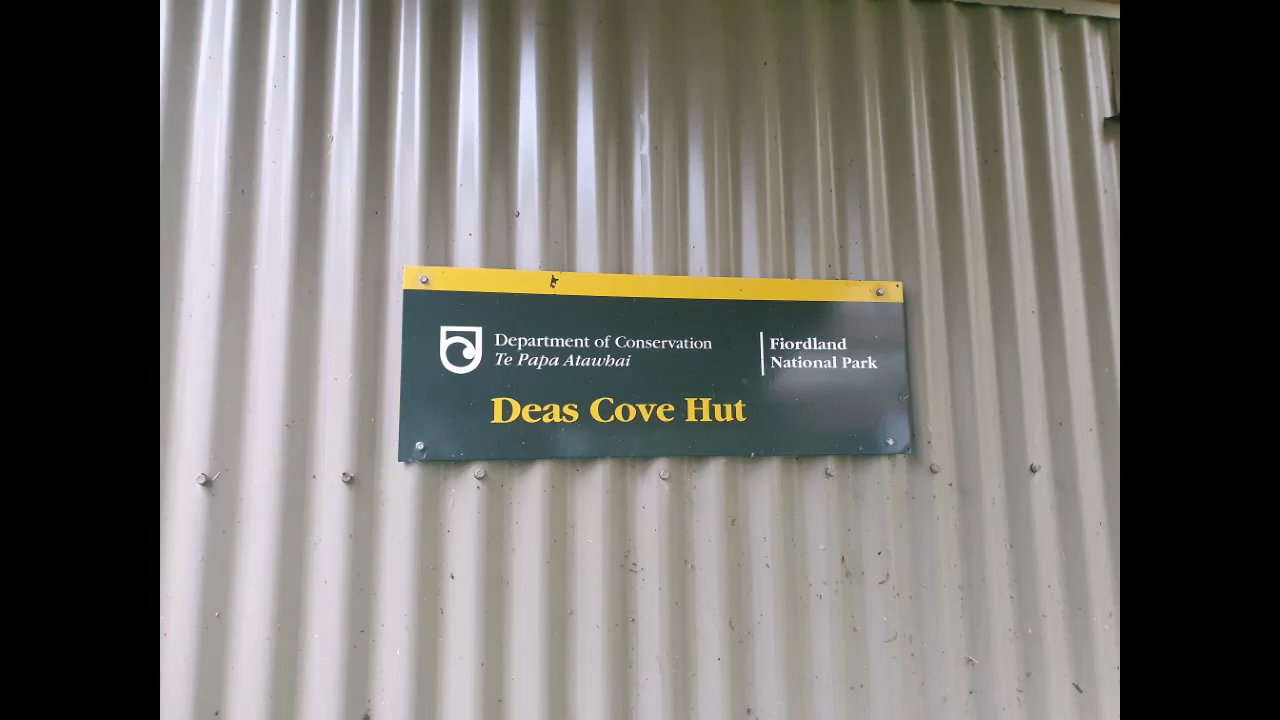 Department of Conservation
Te Papa Atawhai
Fiordland
National Park
Deas Cove Hut